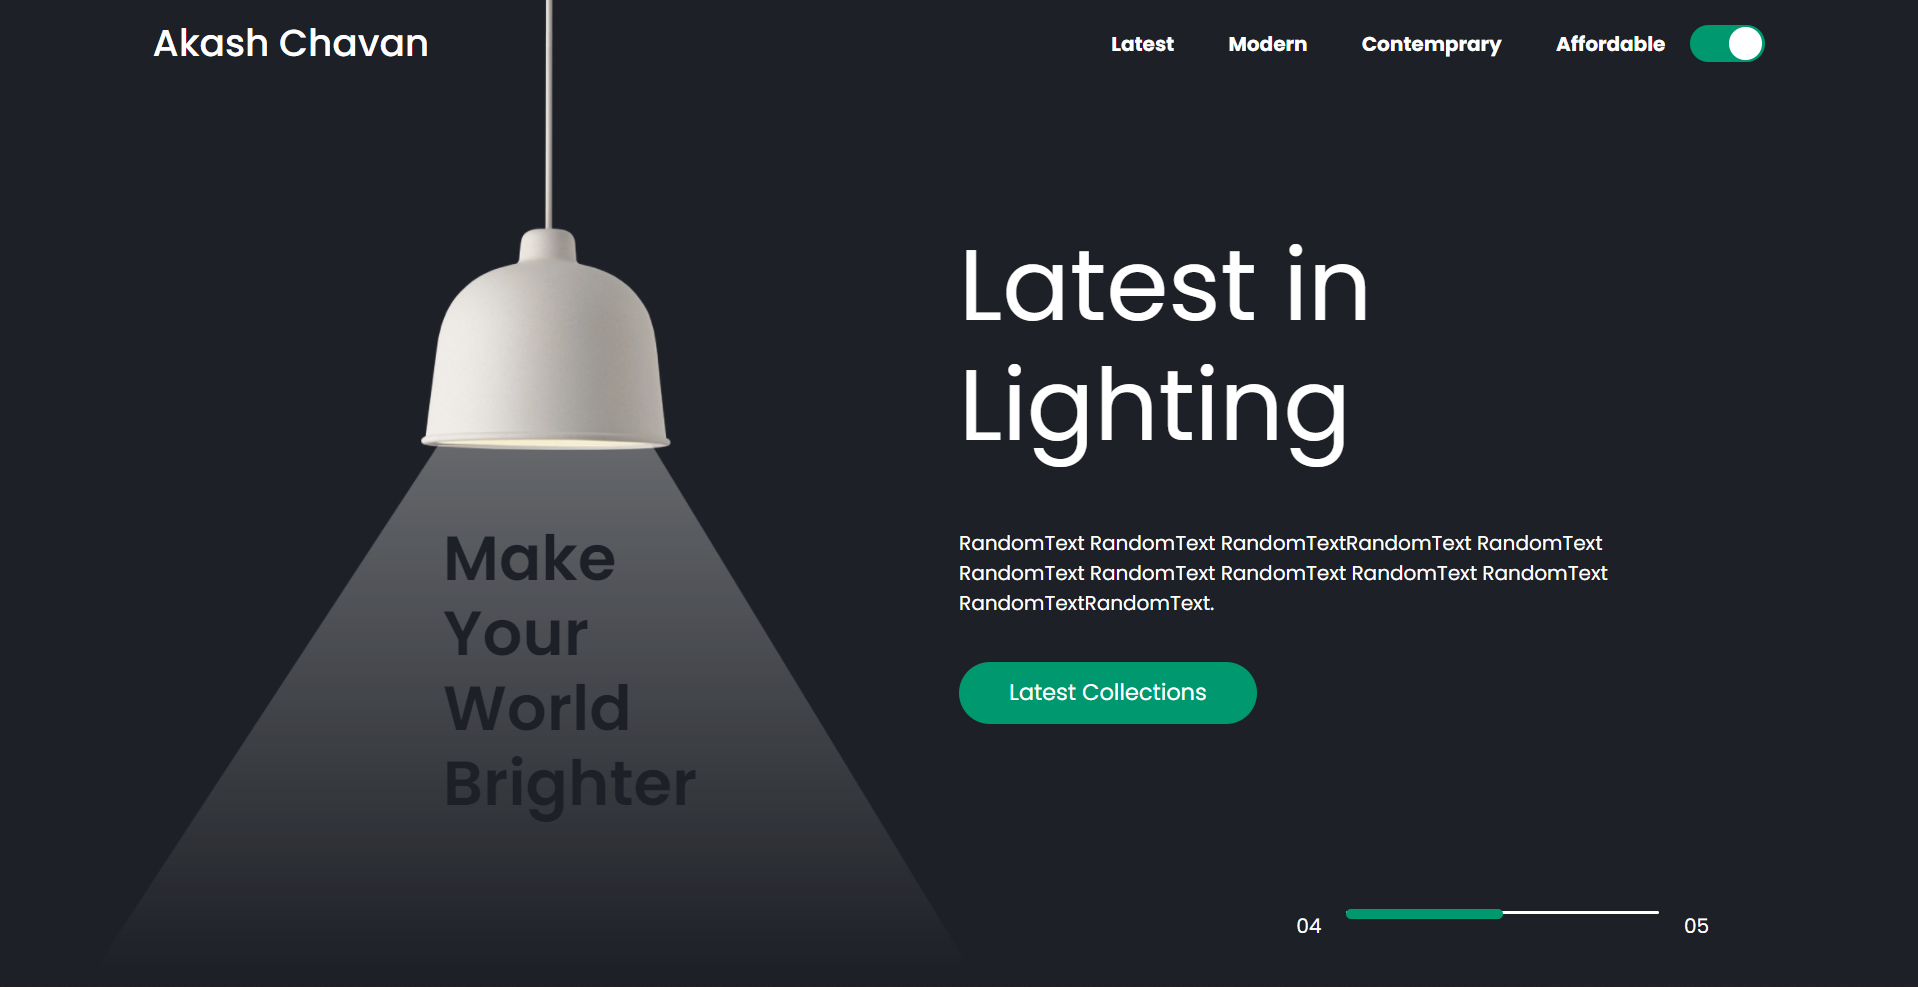 Akash Chavan
Latest Modern Contemprary Affordable
Latest in
Lighting
RandomText RandomText RandomTextRandomText RandomText
RandomText RandomText RandomText RandomText RandomText
RandomTextRandomText.
Latest Collections
Make
Your
World
Brighter
04 05